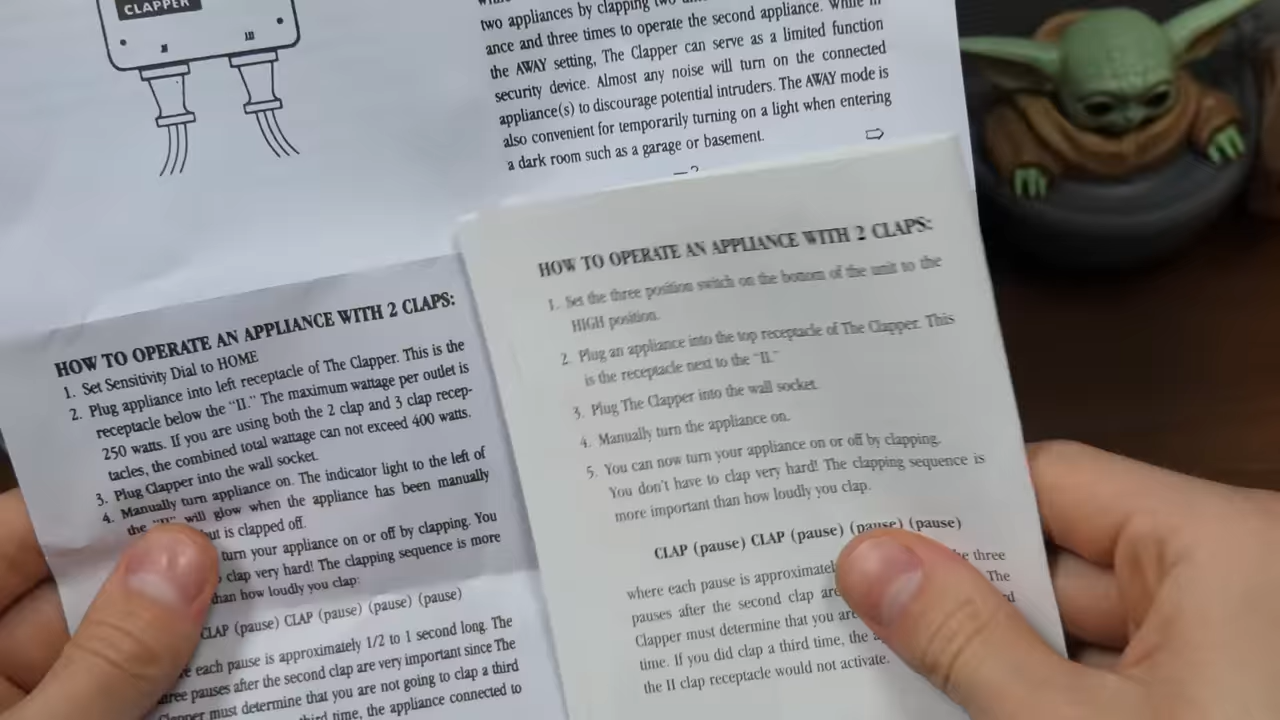 CLAPPER
two appliances by clapping two
ance and three times to operate the second appliance. While in
the AWAY setting, The Clapper can serve as a limited function
security device. Almost any noise will turn on the connected
appliance(s) to discourage potential intruders. The AWAY mode is
also convenient for temporarily turning on a light when entering
a dark room such as a garage or basement.
HOW TO OPERATE AN APPLIANCE WITH 2 CLAPS:
1. Set Sensitivity Dial to HOME
2. Plug appliance into left receptacle of The Clapper. This is the
receptacle below the "II." The maximum wattage per outlet is
250 watts. If you are using both the 2 clap and 3 clap recep-
tacles, the combined total wattage can not exceed 400 watts.
3. Plug Clapper into the wall socket.
4. Manually turn appliance on. The indicator light to the left of
the "II" will glow when the appliance has been manually
but is clapped off.
turn your appliance on or off by clapping. You
clap very hard! The clapping sequence is more
than how loudly you clap:
CLAP (pause) CLAP (pause) (pause) (pause)
each pause is approximately 1/2 to 1 second long. The
three pauses after the second clap are very important since The
Clapper must determine that you are not going to clap a third
third time, the appliance connected to
HOW TO OPERATE AN APPLIANCE WITH 2 CLAPS:
1. Set the three position switch on the bottom of the unit to the
HIGH position.
2. Plug an appliance into the top receptacle of The Clapper. This
is the receptacle next to the "II."
3. Plug The Clapper into the wall socket.
4. Manually turn the appliance on.
5. You can now turn your appliance on or off by clapping.
You don't have to clap very hard! The clapping sequence is
more important than how loudly you clap.
CLAP (pause) CLAP (pause) (pause) (pause)
where each pause is approximately three
pauses after the second clap are The
Clapper must determine that you are
time. If you did clap a third time, the
the II clap receptacle would not activate.